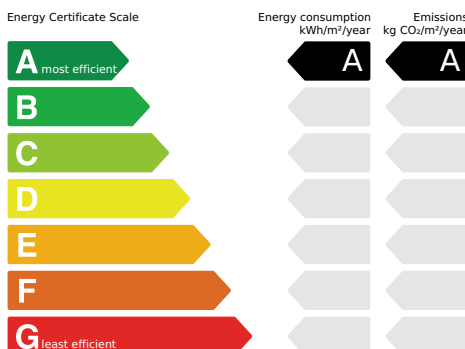 Energy Certificate Scale
Energy consumption
kWh/m²/year
Emissions
kg CO₂/m²/year
A most efficient
A
A
B
C
D
E
F
G least efficient